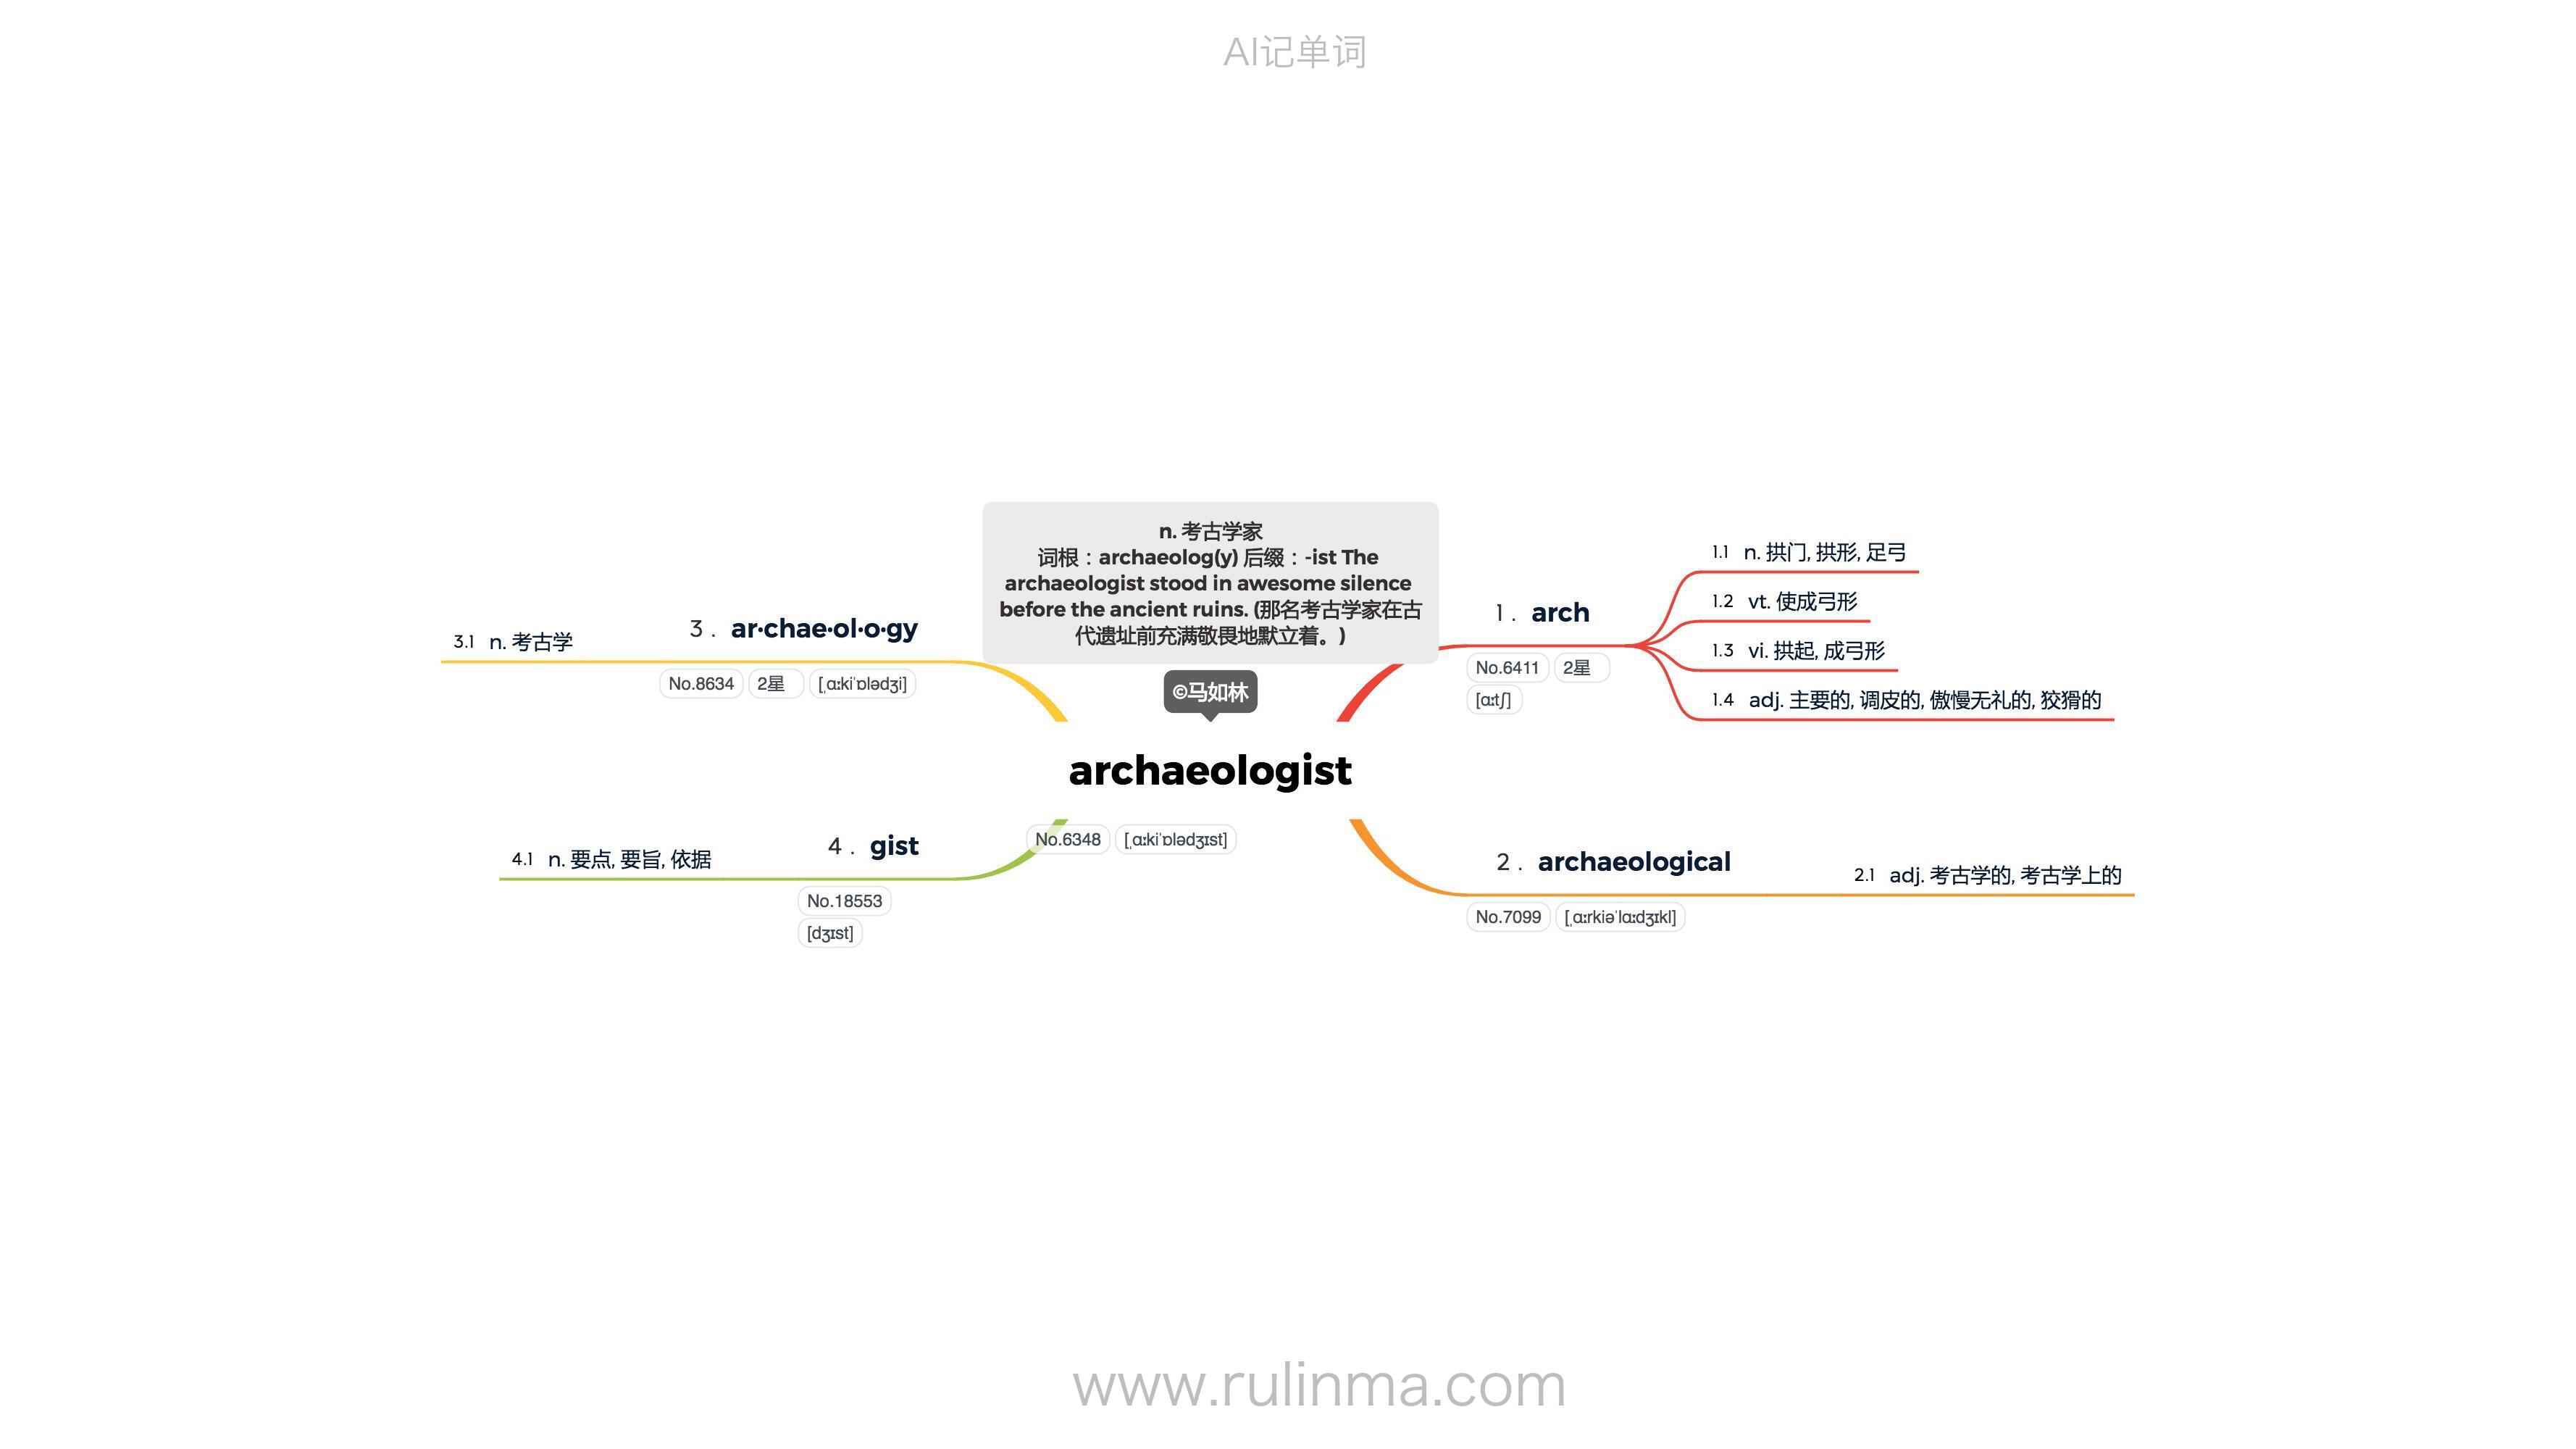 AI记单词
n. 考古学家
词根：archaeolog(y) 后缀：-ist The
archaeologist stood in awesome silence
before the ancient ruins. (那名考古学家在古
代遗址前充满敬畏地默立着。)
©马如林
archaeologist
No.6348 [ˌɑːkiˈɒlədʒɪst]
1. arch
No.6411 2星
[ɑːtʃ]
1.1 n. 拱门, 拱形, 足弓
1.2 vt. 使成弓形
1.3 vi. 拱起, 成弓形
1.4 adj. 主要的, 调皮的, 傲慢无礼的, 狡猾的
2. archaeological
No.7099 [ˌɑːrkiəˈlɑːdʒɪkl]
2.1 adj. 考古学的, 考古学上的
3. ar·chae·ol·o·gy
No.8634 2星 [ˌɑːkiˈɒlədʒi]
3.1 n. 考古学
4. gist
No.18553
[dʒɪst]
4.1 n. 要点, 要旨, 依据
www.rulinma.com